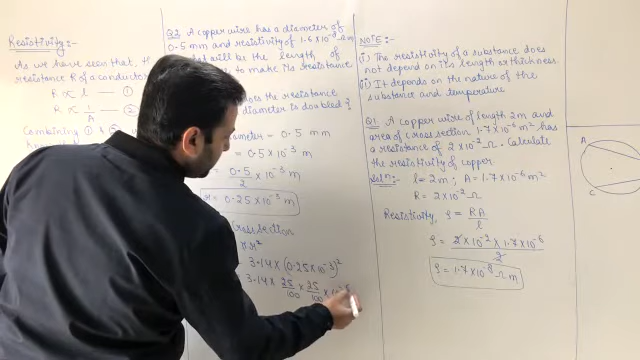 Resistivity:-
As we have seen that, th
resistance R of a conductor
R ∝ l — ①
R ∝ 1/A — ②
Combining ① & ②
Q2 A copper wire has a diameter of
0.5 mm and resistivity of 1.6 × 10⁻⁸ Ω m
will be the length of
to make its resistance
does the resistance
diameter is doubled ?
ameter = 0.5 mm
= 0.5 × 10⁻³ m
= 0.5/2 × 10⁻³ m
r = 0.25 × 10⁻³ m
Cross section
π r²
3.14 × (0.25 × 10⁻³)²
3.14 × 25/100 × 25/100 × 10
NOTE:-
(i) The resistivity of a substance does
not depend on its length or thickness.
(ii) It depends on the nature of the
substance and temperature.
Q1. A copper wire of length 2m and
area of cross section 1.7 × 10⁻⁶ m² has
a resistance of 2 × 10⁻² Ω. Calculate
the resistivity of copper.
Solⁿ:- l = 2m ; A = 1.7 × 10⁻⁶ m²
R = 2 × 10⁻² Ω
Resistivity, ρ = RA/l
ρ = 2 × 10⁻² × 1.7 × 10⁻⁶/2
ρ = 1.7 × 10⁻⁸ Ω m
A
C